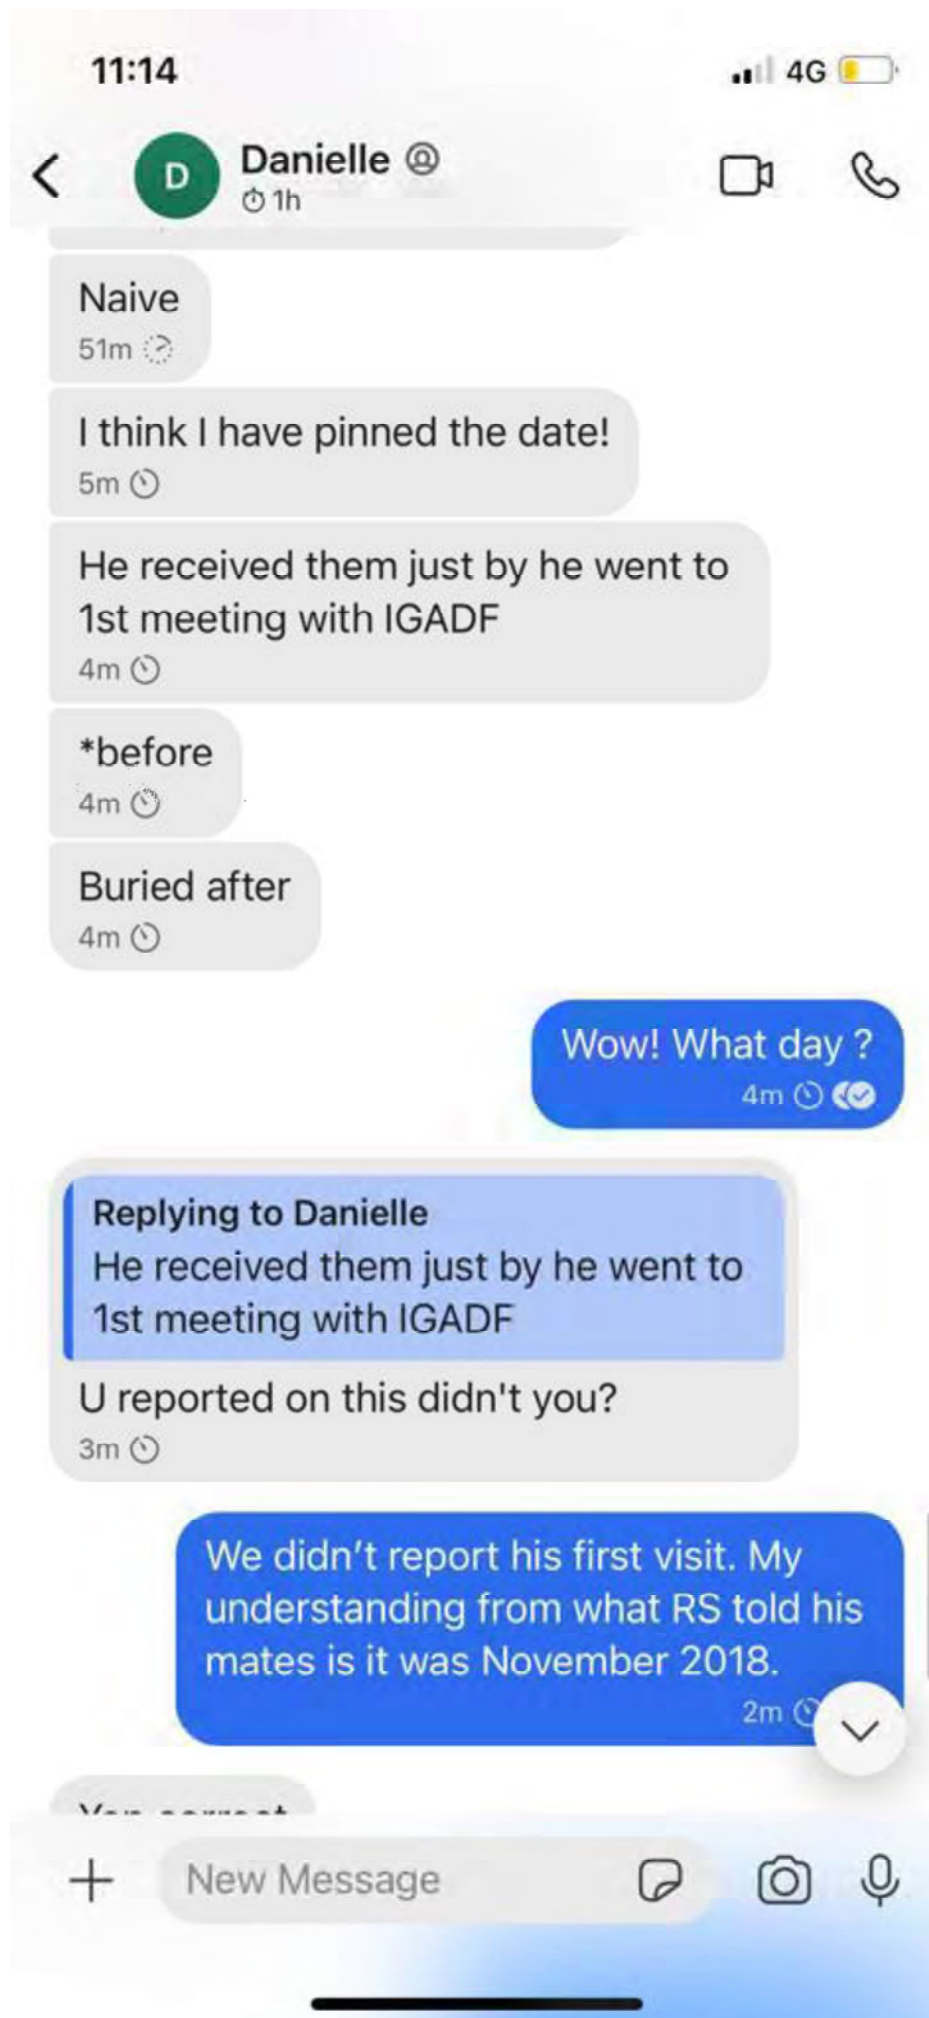 11:14
4G
D
Danielle
1h
Naive
51m
I think I have pinned the date!
5m
He received them just by he went to
1st meeting with IGADF
4m
*before
4m
Buried after
4m
Wow! What day ?
4m
Replying to Danielle
He received them just by he went to
1st meeting with IGADF
U reported on this didn't you?
3m
We didn’t report his first visit. My
understanding from what RS told his
mates is it was November 2018.
2m
New Message